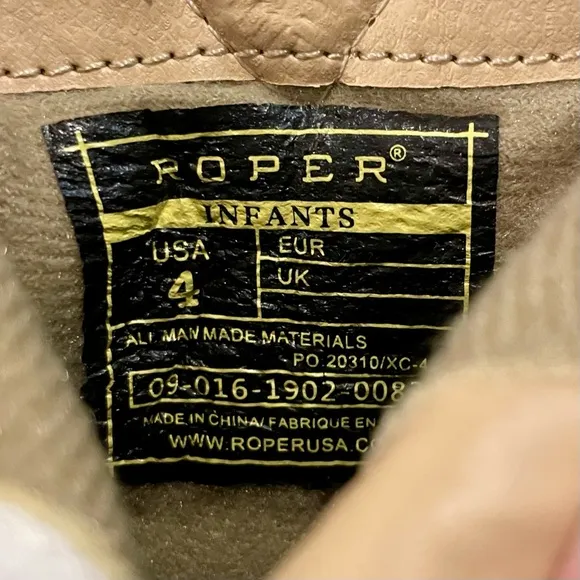 ROPER®
INFANTS
USA
4
EUR
UK
ALL MAN MADE MATERIALS
PO 20310/XC-4
09-016-1902-008
MADE IN CHINA/ FABRIQUE EN
WWW.ROPERUSA.CO